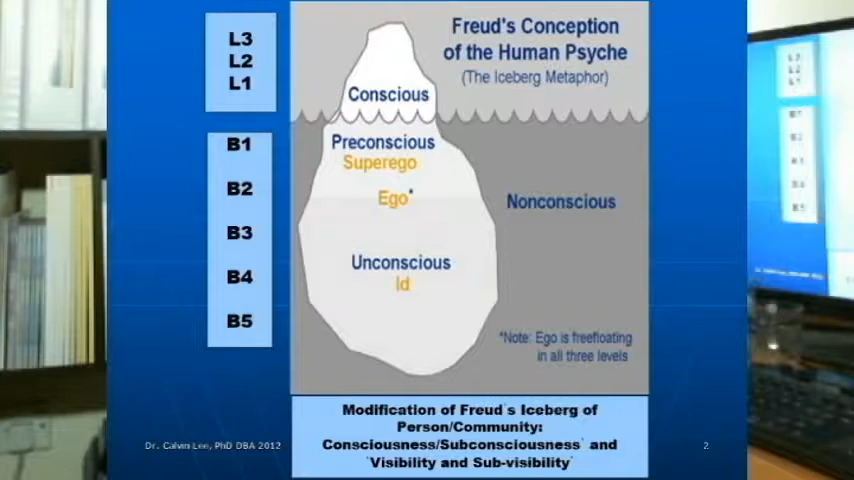 L3
L2
L1
B1
B2
B3
B4
B5
Freud's Conception
of the Human Psyche
(The Iceberg Metaphor)
Conscious
Preconscious
Superego
Ego*
Nonconscious
Unconscious
Id
*Note: Ego is freefloating
in all three levels
Modification of Freud`s Iceberg of
Person/Community:
Consciousness/Subconsciousness` and
`Visibility and Sub-visibility`
Dr. Calvin Lee, PhD DBA 2012
2